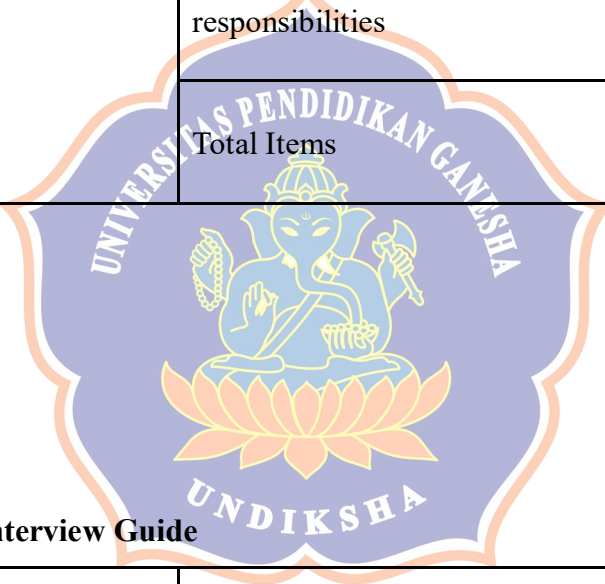 responsibilities
UNIVERSITAS PENDIDIKAN GANESHA
Total Items
UNDIKSHA
nterview Guide